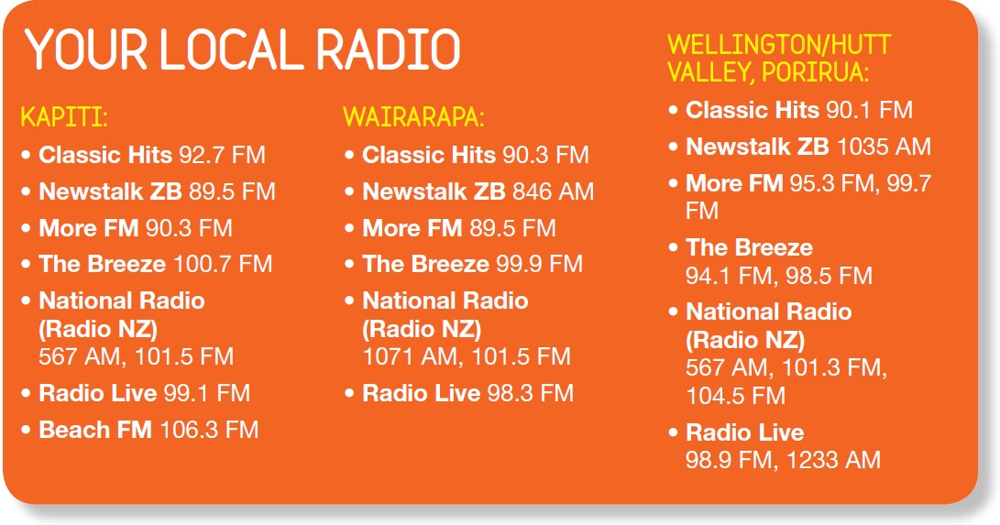 YOUR LOCAL RADIO
KAPITI:
• Classic Hits 92.7 FM
• Newstalk ZB 89.5 FM
• More FM 90.3 FM
• The Breeze 100.7 FM
• National Radio
(Radio NZ)
567 AM, 101.5 FM
• Radio Live 99.1 FM
• Beach FM 106.3 FM
WAIRARAPA:
• Classic Hits 90.3 FM
• Newstalk ZB 846 AM
• More FM 89.5 FM
• The Breeze 99.9 FM
• National Radio
(Radio NZ)
1071 AM, 101.5 FM
• Radio Live 98.3 FM
WELLINGTON/HUTT
VALLEY, PORIRUA:
• Classic Hits 90.1 FM
• Newstalk ZB 1035 AM
• More FM 95.3 FM, 99.7
FM
• The Breeze
94.1 FM, 98.5 FM
• National Radio
(Radio NZ)
567 AM, 101.3 FM,
104.5 FM
• Radio Live
98.9 FM, 1233 AM